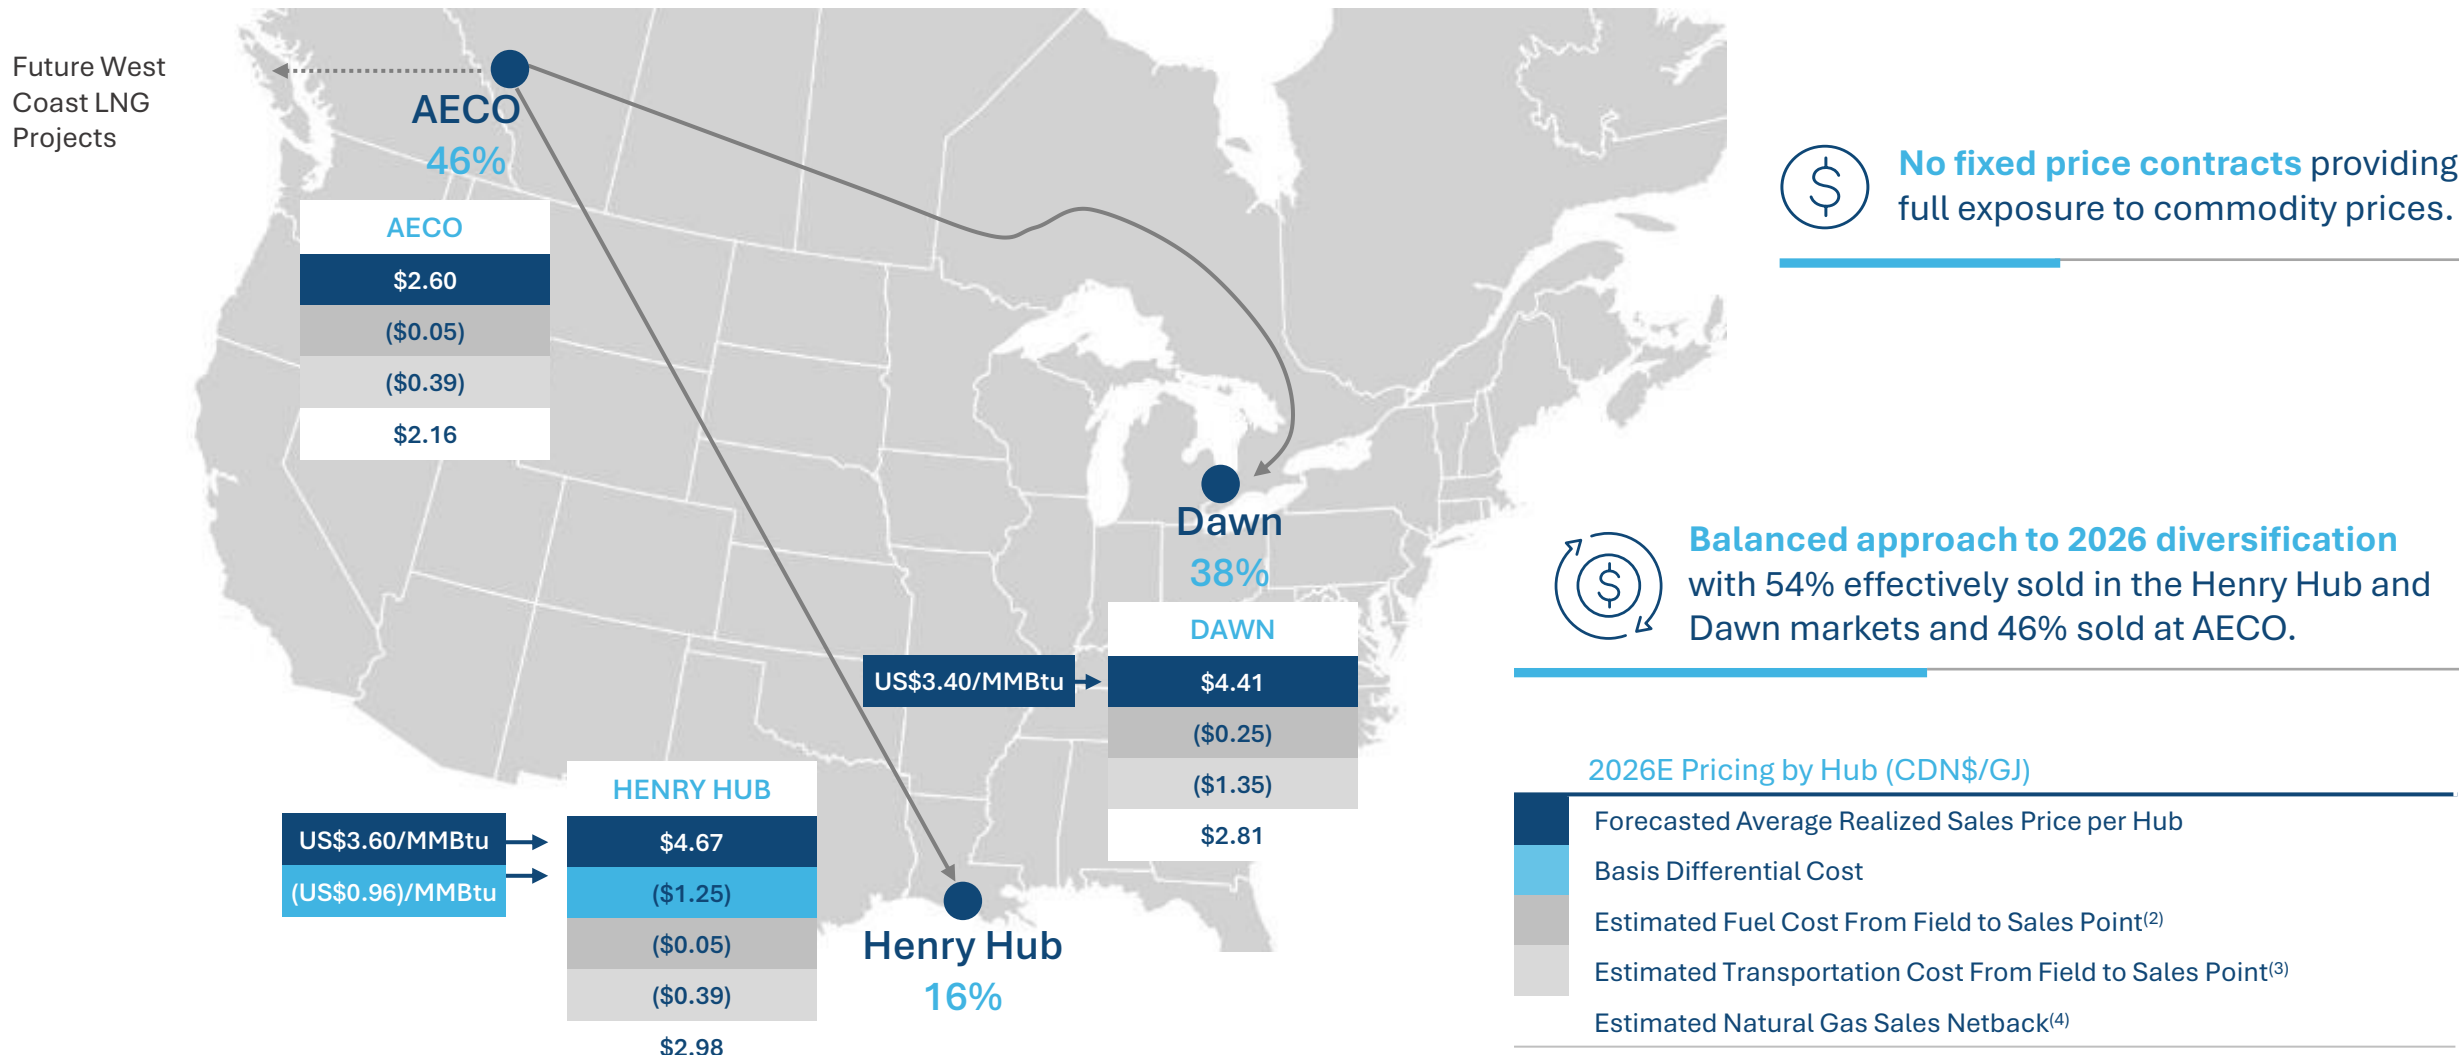 Future West
Coast LNG
Projects
AECO
46%
AECO
$2.60
($0.05)
($0.39)
$2.16
No fixed price contracts providing
full exposure to commodity prices.
Dawn
38%
DAWN
US$3.40/MMBtu
$4.41
($0.25)
($1.35)
$2.81
Balanced approach to 2026 diversification
with 54% effectively sold in the Henry Hub and
Dawn markets and 46% sold at AECO.
HENRY HUB
US$3.60/MMBtu
$4.67
(US$0.96)/MMBtu
($1.25)
($0.05)
($0.39)
$2.98
Henry Hub
16%
2026E Pricing by Hub (CDN$/GJ)
Forecasted Average Realized Sales Price per Hub
Basis Differential Cost
Estimated Fuel Cost From Field to Sales Point(2)
Estimated Transportation Cost From Field to Sales Point(3)
Estimated Natural Gas Sales Netback(4)